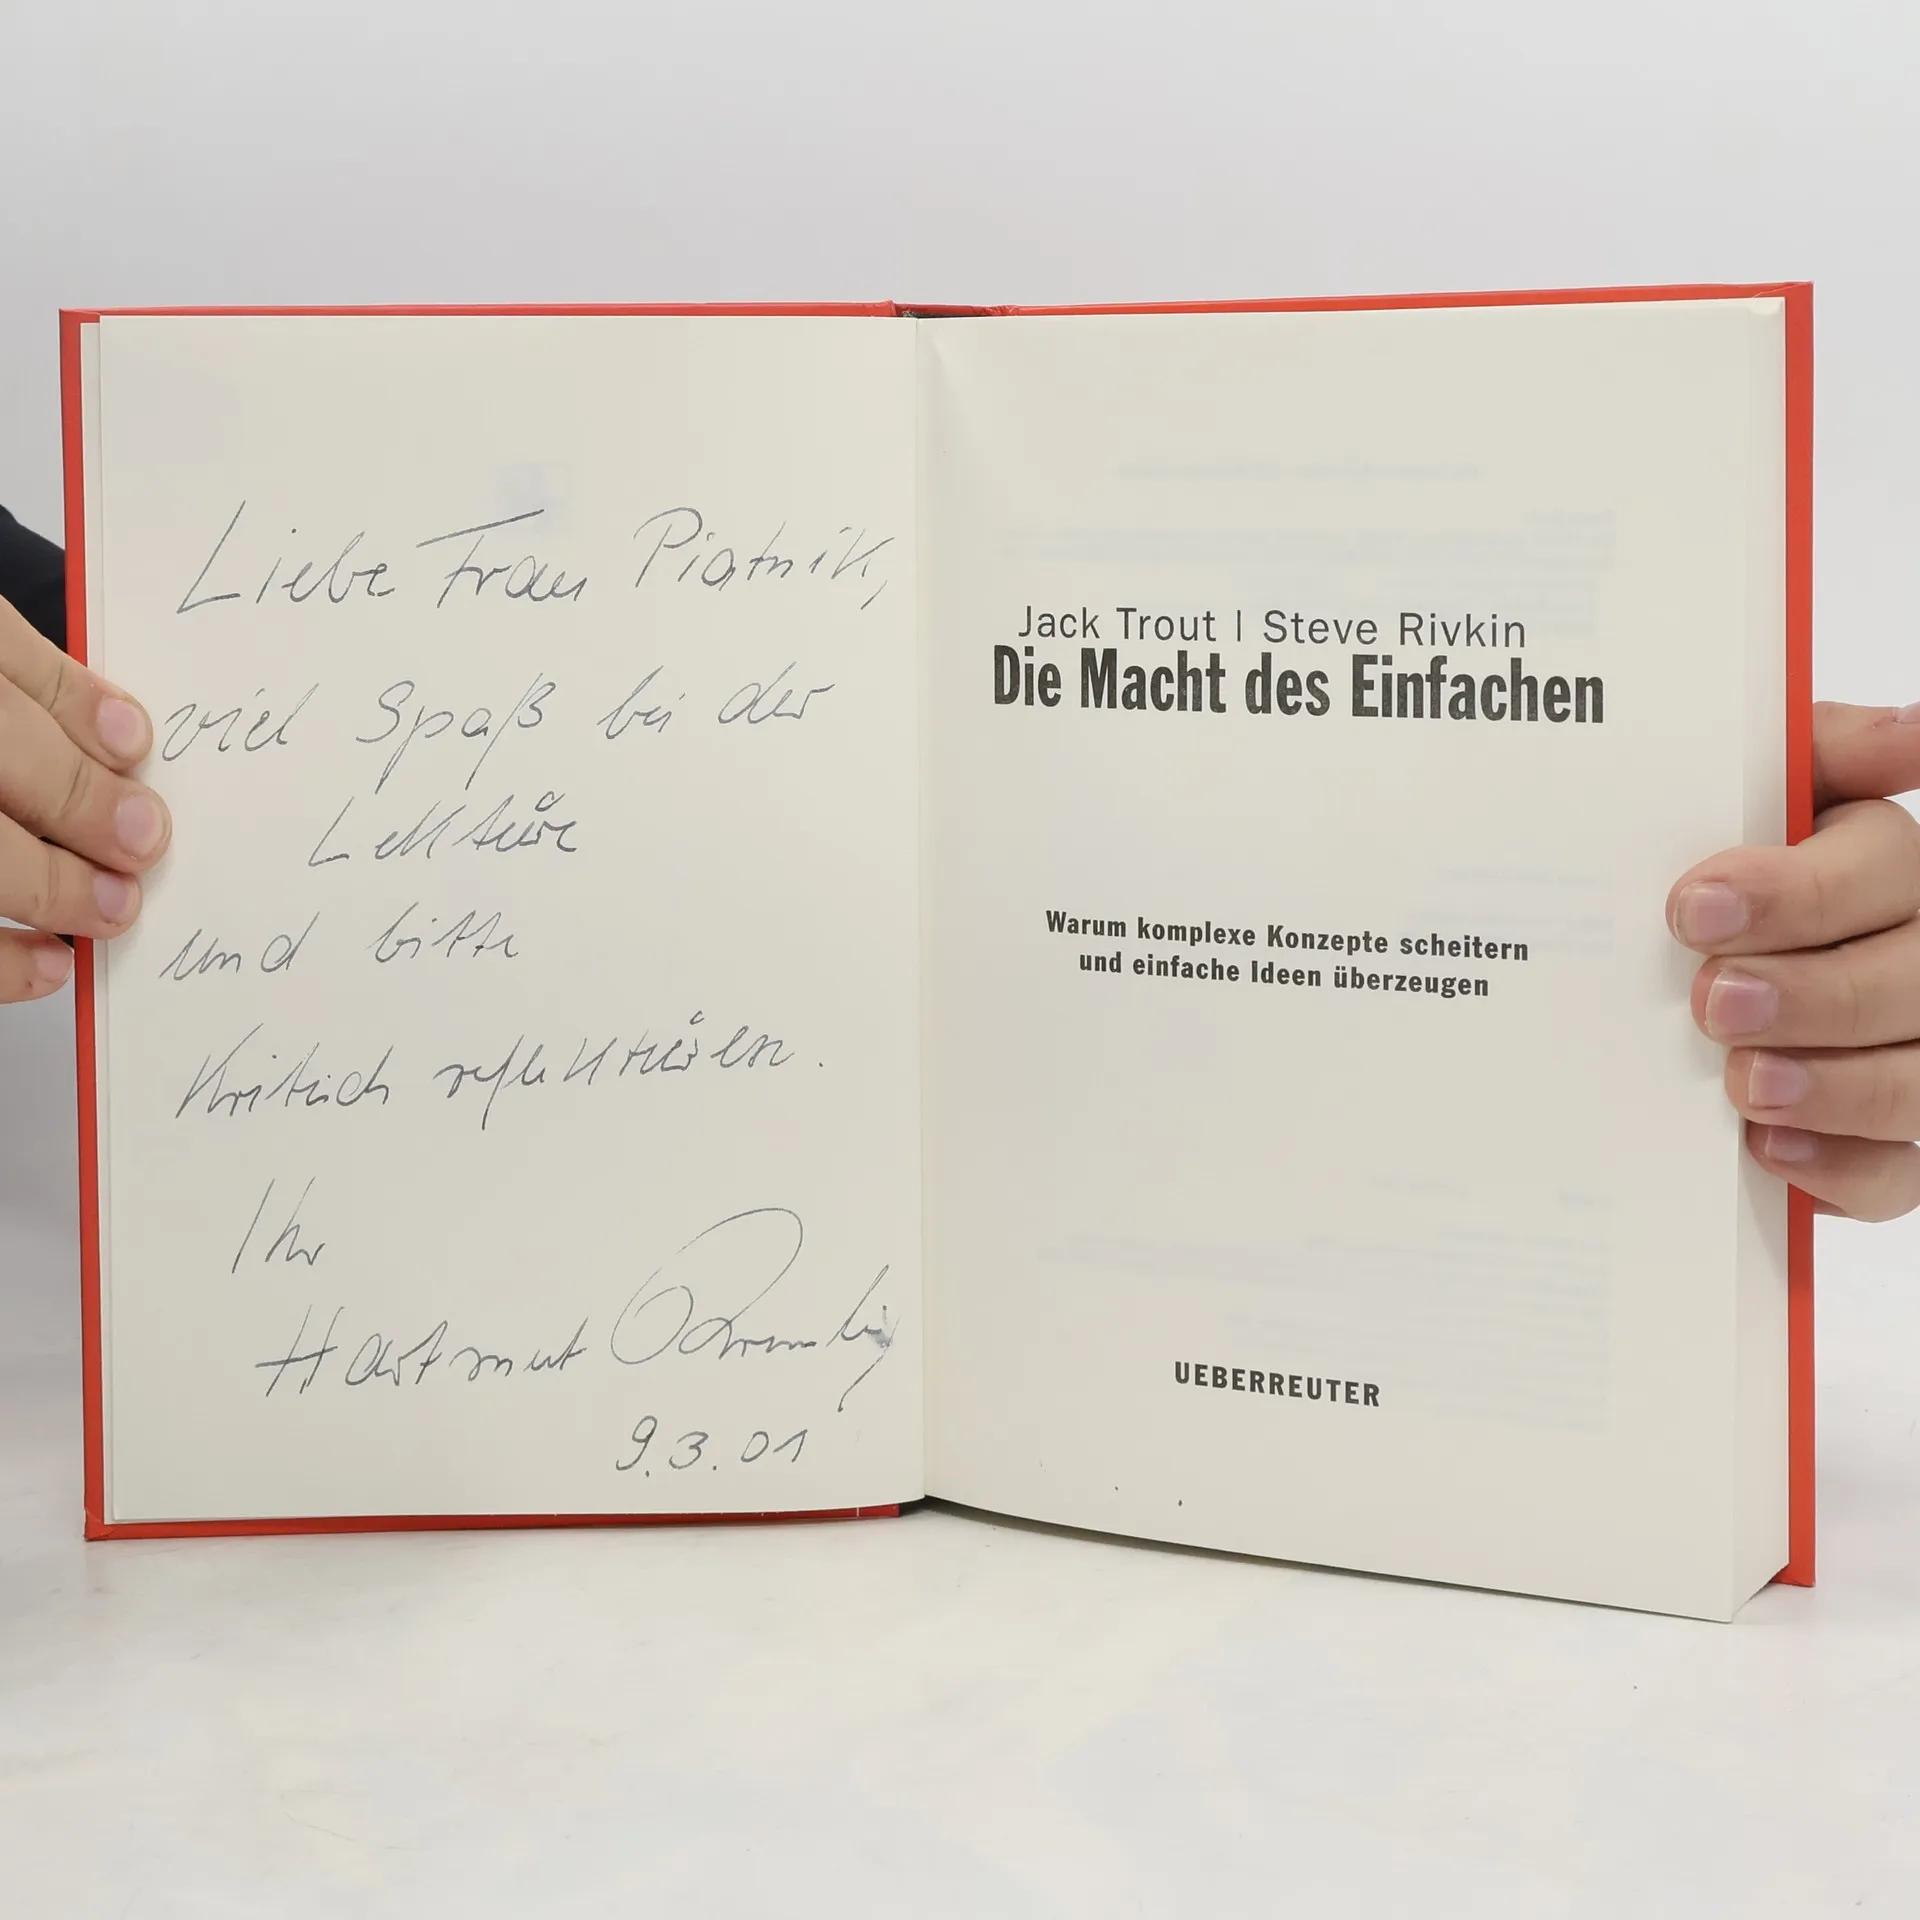 Liebe Frau Piatnik,
viel Spaß bei der
Lektüre
und bitte
Kritisch reflektieren.
Ihr
Hartmut
9.3.01
Jack Trout | Steve Rivkin
Die Macht des Einfachen
Warum komplexe Konzepte scheitern
und einfache Ideen überzeugen
UEBERREUTER